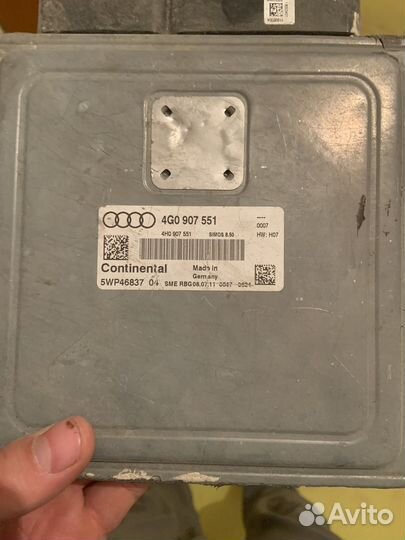 4G0 907 551
----
0007
4H0 907 551 SIMOS 8.50 HW: H07
Continental Made in
Germany
5WP46837 04 SME RBG08.07.11
Avito